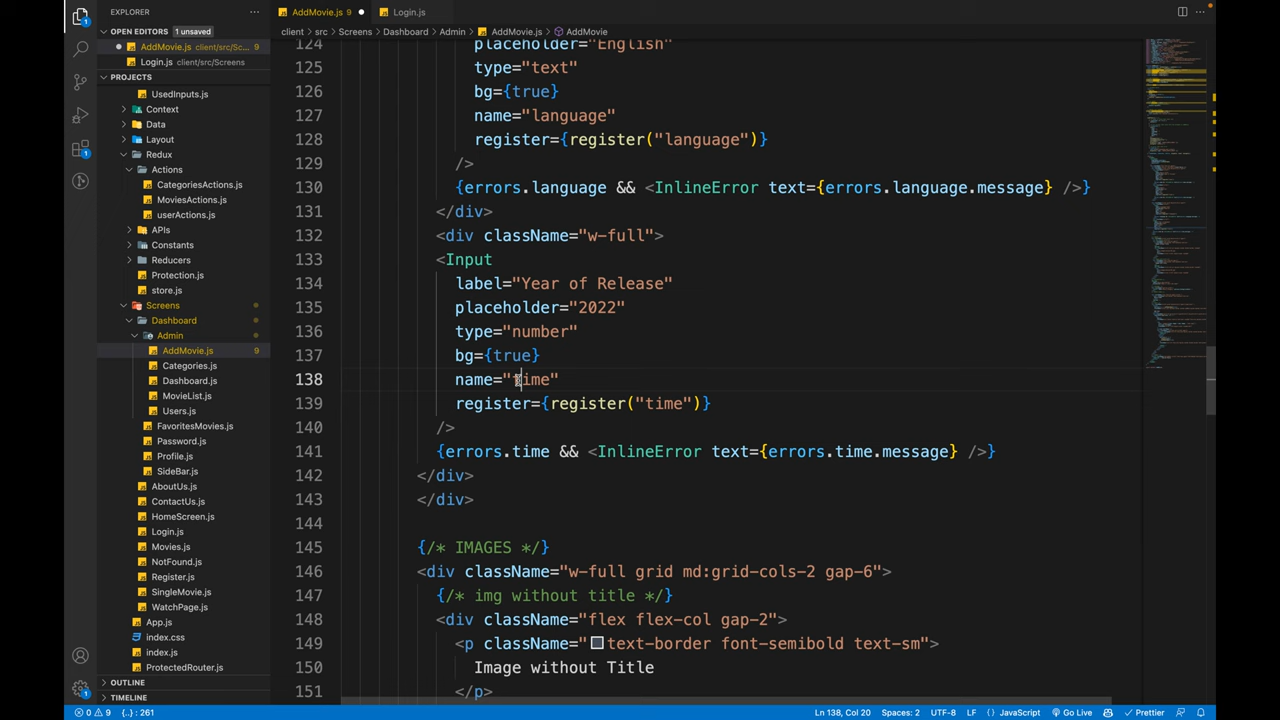 EXPLORER
AddMovie.js 9
Login.js
OPEN EDITORS 1 unsaved
client > src > Screens > Dashboard > Admin > AddMovie.js > AddMovie
AddMovie.js client/src/Sc... 9
Login.js client/src/Screens
PROJECTS
UsedInputs.js
Context
Data
Layout
Redux
Actions
CategoriesActions.js
MoviesActions.js
userActions.js
APIs
Constants
Reducers
Protection.js
store.js
Screens
Dashboard
Admin
AddMovie.js 9
Categories.js
Dashboard.js
MovieList.js
Users.js
FavoritesMovies.js
Password.js
Profile.js
SideBar.js
AboutUs.js
ContactUs.js
HomeScreen.js
Login.js
Movies.js
NotFound.js
Register.js
SingleMovie.js
WatchPage.js
App.js
index.css
index.js
ProtectedRouter.js
OUTLINE
TIMELINE
124 placeholder="English"
125 type="text"
126 bg={true}
127 name="language"
128 register={register("language")}
129 />
130 {errors.language && <InlineError text={errors.language.message} />}
131 </div>
132 <div className="w-full">
133 <Input
134 label="Year of Release"
135 placeholder="2022"
136 type="number"
137 bg={true}
138 name="time"
139 register={register("time")}
140 />
141 {errors.time && <InlineError text={errors.time.message} />}
142 </div>
143 </div>
144
145 {/* IMAGES */}
146 <div className="w-full grid md:grid-cols-2 gap-6">
147 {/* img without title */}
148 <div className="flex flex-col gap-2">
149 <p className="text-border font-semibold text-sm">
150 Image without Title
151 </p>
0 9 {..} : 261 Ln 138, Col 20 Spaces: 2 UTF-8 LF {} JavaScript Go Live Prettier